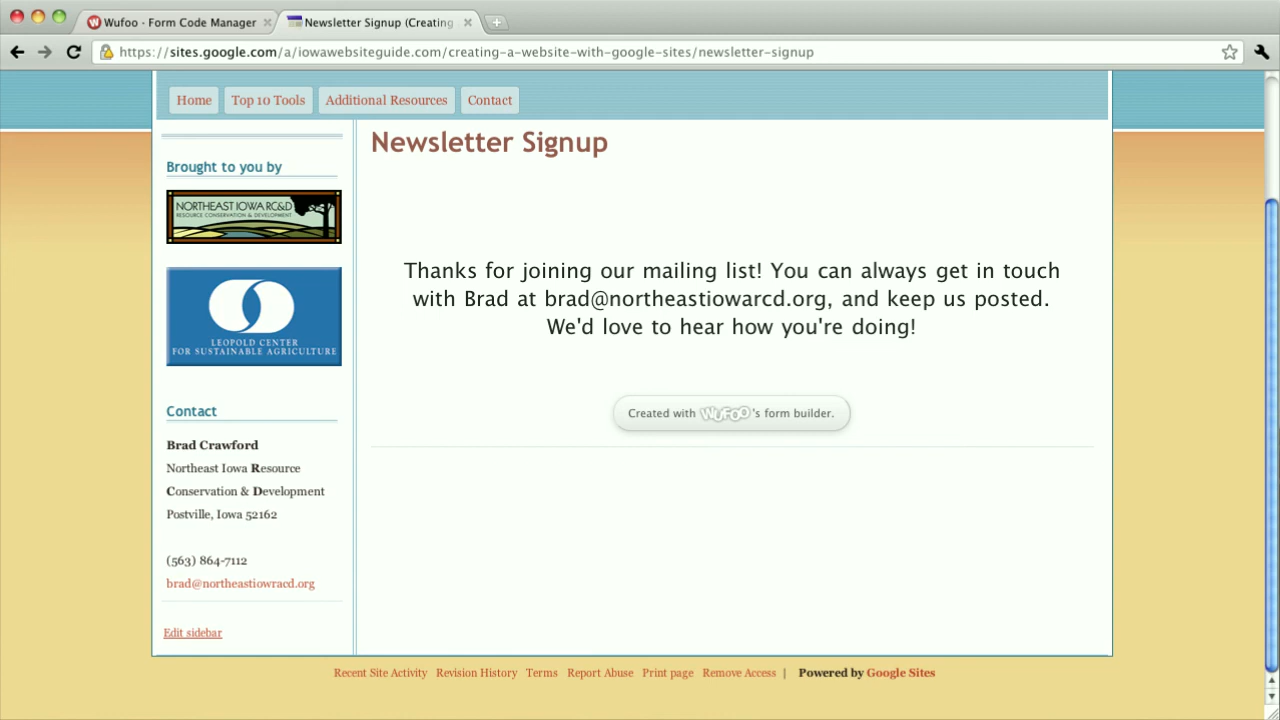 Wufoo · Form Code Manager
Newsletter Signup (Creating
https://sites.google.com/a/iowawebsiteguide.com/creating-a-website-with-google-sites/newsletter-signup
Home
Top 10 Tools
Additional Resources
Contact
Newsletter Signup
Brought to you by
NORTHEAST IOWA RC&D
RESOURCE CONSERVATION & DEVELOPMENT
LEOPOLD CENTER
FOR SUSTAINABLE AGRICULTURE
Thanks for joining our mailing list! You can always get in touch
with Brad at brad@northeastiowarcd.org, and keep us posted.
We'd love to hear how you're doing!
Created with WUFOO's form builder.
Contact
Brad Crawford
Northeast Iowa Resource
Conservation & Development
Postville, Iowa 52162
(563) 864-7112
brad@northeastiowracd.org
Edit sidebar
Recent Site Activity Revision History Terms Report Abuse Print page Remove Access | Powered by Google Sites